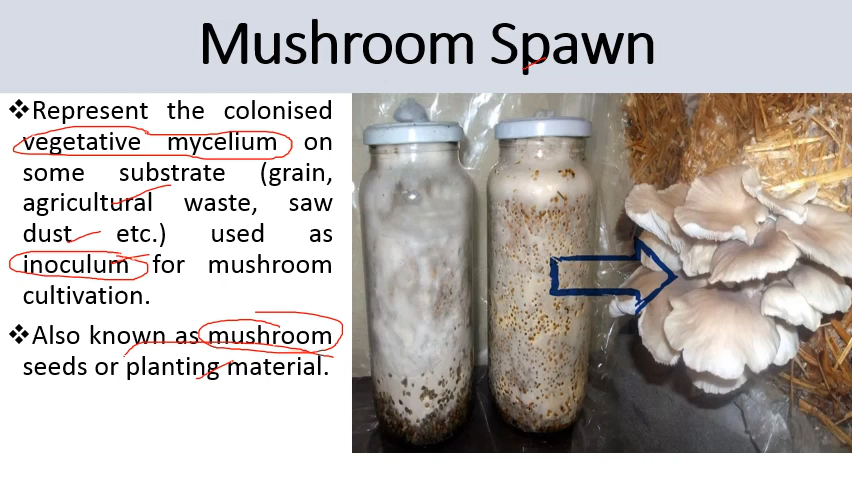 Mushroom Spawn
❖Represent the colonised
vegetative mycelium on
some substrate (grain,
agricultural waste, saw
dust etc.) used as
inoculum for mushroom
cultivation.
❖Also known as mushroom
seeds or planting material.